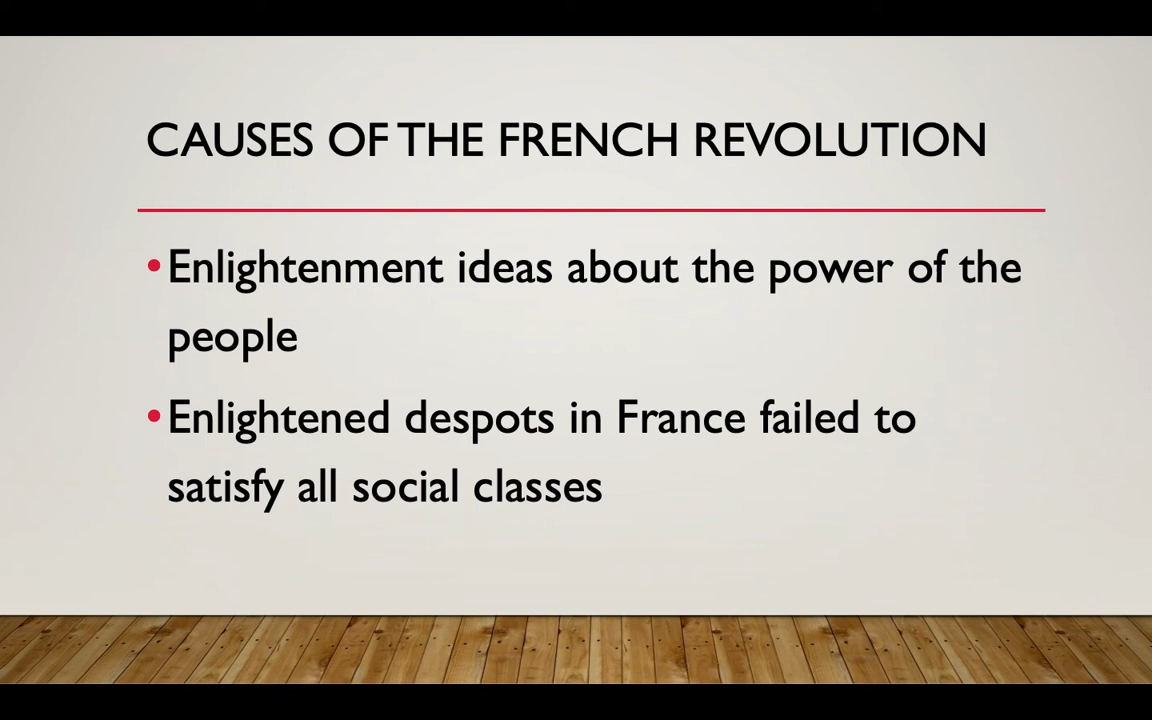 CAUSES OF THE FRENCH REVOLUTION
•Enlightenment ideas about the power of the
people
•Enlightened despots in France failed to
satisfy all social classes